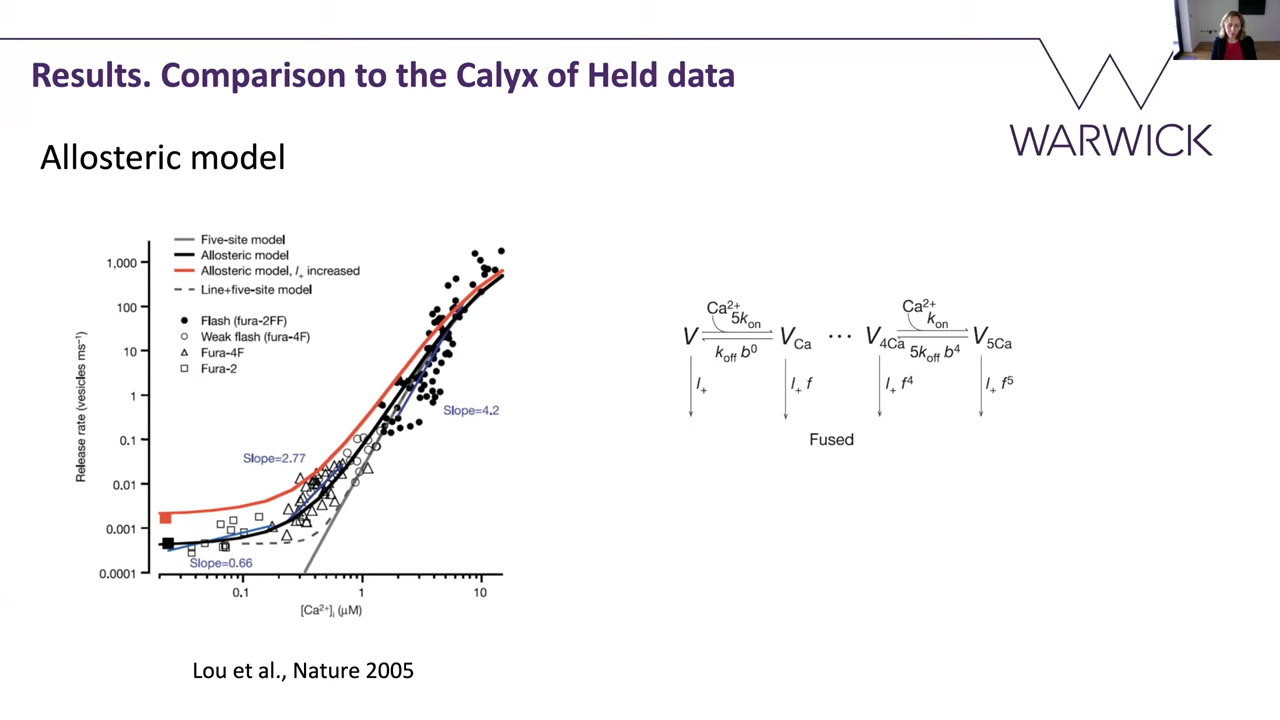 Results. Comparison to the Calyx of Held data
WARWICK
Allosteric model
Five-site model
Allosteric model
Allosteric model, l+ increased
Line+five-site model
Flash (fura-2FF)
Weak flash (fura-4F)
Fura-4F
Fura-2
Release rate (vesicles ms⁻¹)
1,000
100
10
1
0.1
0.01
0.001
0.0001
Slope=4.2
Slope=2.77
Slope=0.66
0.1 1 10
[Ca²⁺]i (μM)
Lou et al., Nature 2005
Ca²⁺ Ca²⁺
5kon kon
V VCa ··· V4Ca V5Ca
koff b⁰ 5koff b⁴
l+ l+ f l+ f⁴ l+ f⁵
Fused